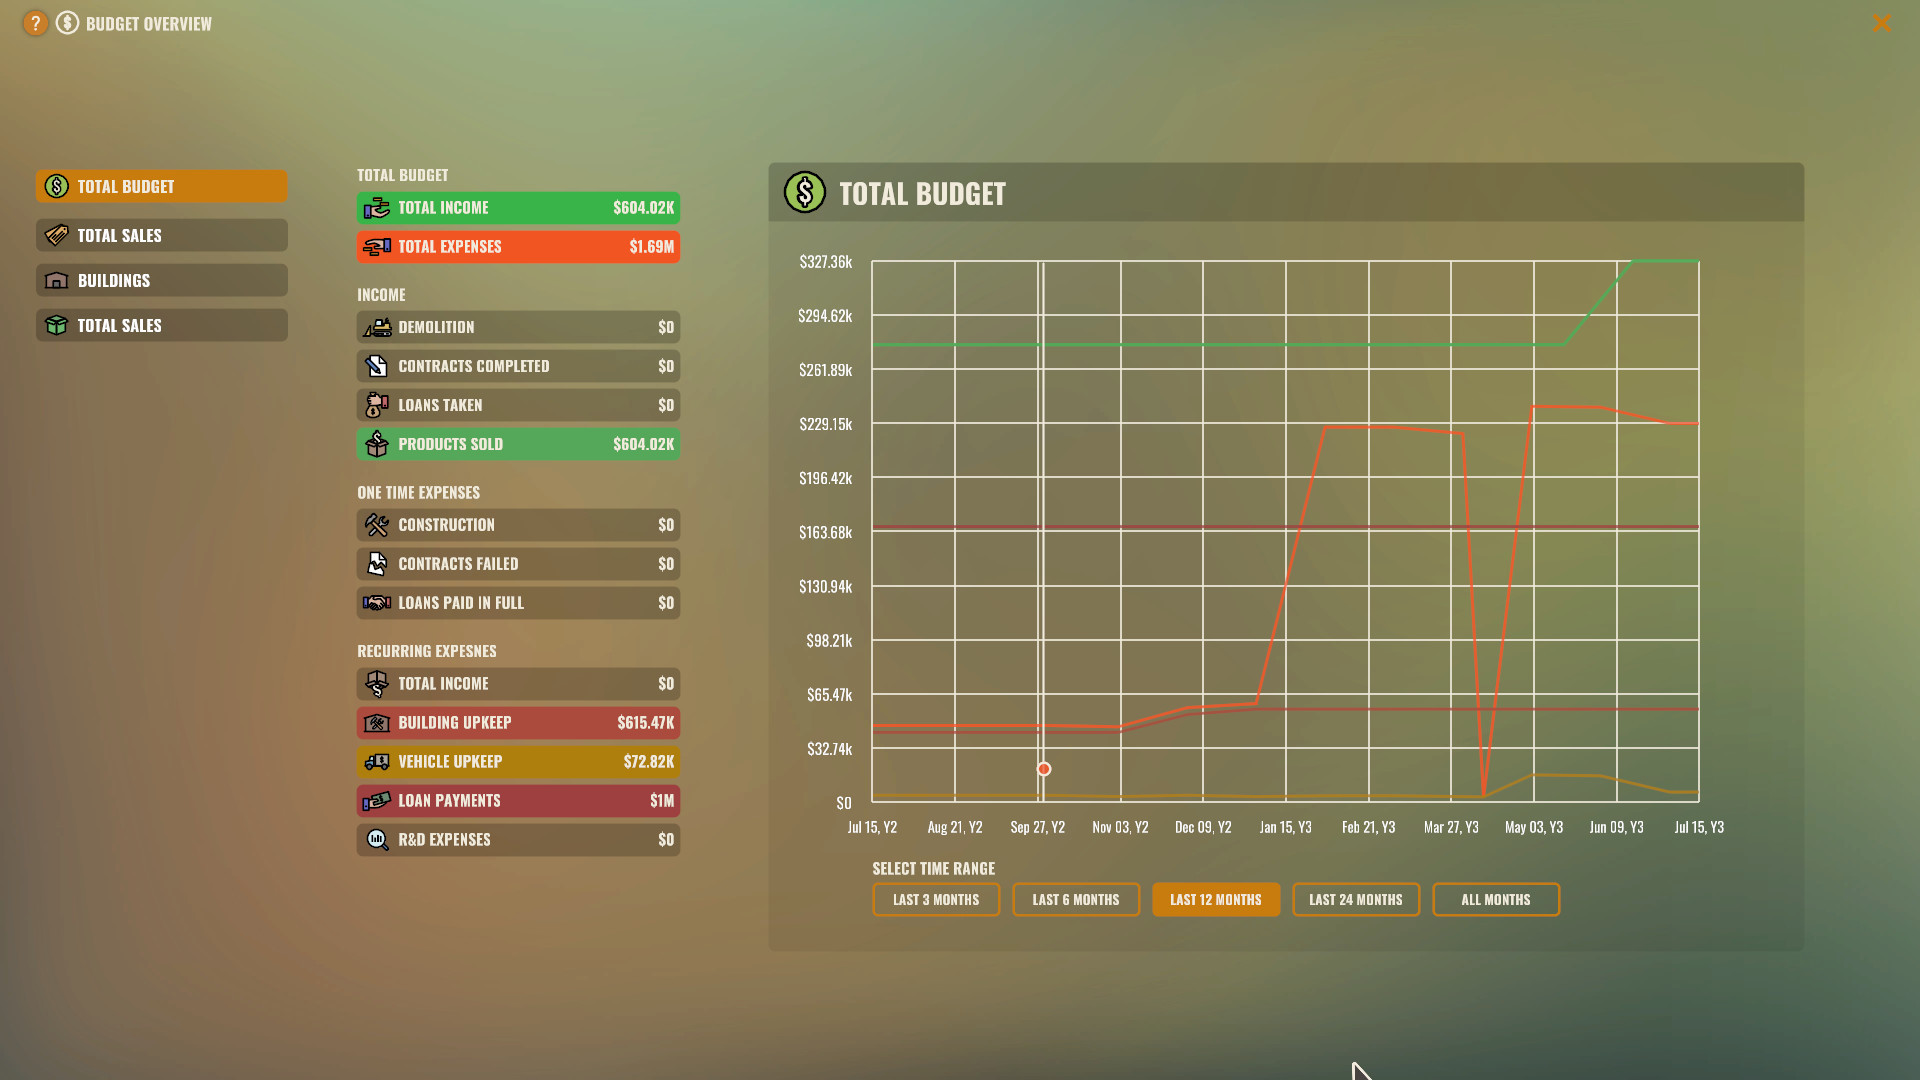 ? $ BUDGET OVERVIEW
TOTAL BUDGET
TOTAL SALES
BUILDINGS
TOTAL SALES
TOTAL BUDGET
TOTAL INCOME $604.02K
TOTAL EXPENSES $1.69M
INCOME
DEMOLITION $0
CONTRACTS COMPLETED $0
LOANS TAKEN $0
PRODUCTS SOLD $604.02K
ONE TIME EXPENSES
CONSTRUCTION $0
CONTRACTS FAILED $0
LOANS PAID IN FULL $0
RECURRING EXPESNES
TOTAL INCOME $0
BUILDING UPKEEP $615.47K
VEHICLE UPKEEP $72.82K
LOAN PAYMENTS $1M
R&D EXPENSES $0
$ TOTAL BUDGET
$327.36k
$294.62k
$261.89k
$229.15k
$196.42k
$163.68k
$130.94k
$98.21k
$65.47k
$32.74k
$0
Jul 15, Y2 Aug 21, Y2 Sep 27, Y2 Nov 03, Y2 Dec 09, Y2 Jan 15, Y3 Feb 21, Y3 Mar 27, Y3 May 03, Y3 Jun 09, Y3 Jul 15, Y3
SELECT TIME RANGE
LAST 3 MONTHS LAST 6 MONTHS LAST 12 MONTHS LAST 24 MONTHS ALL MONTHS